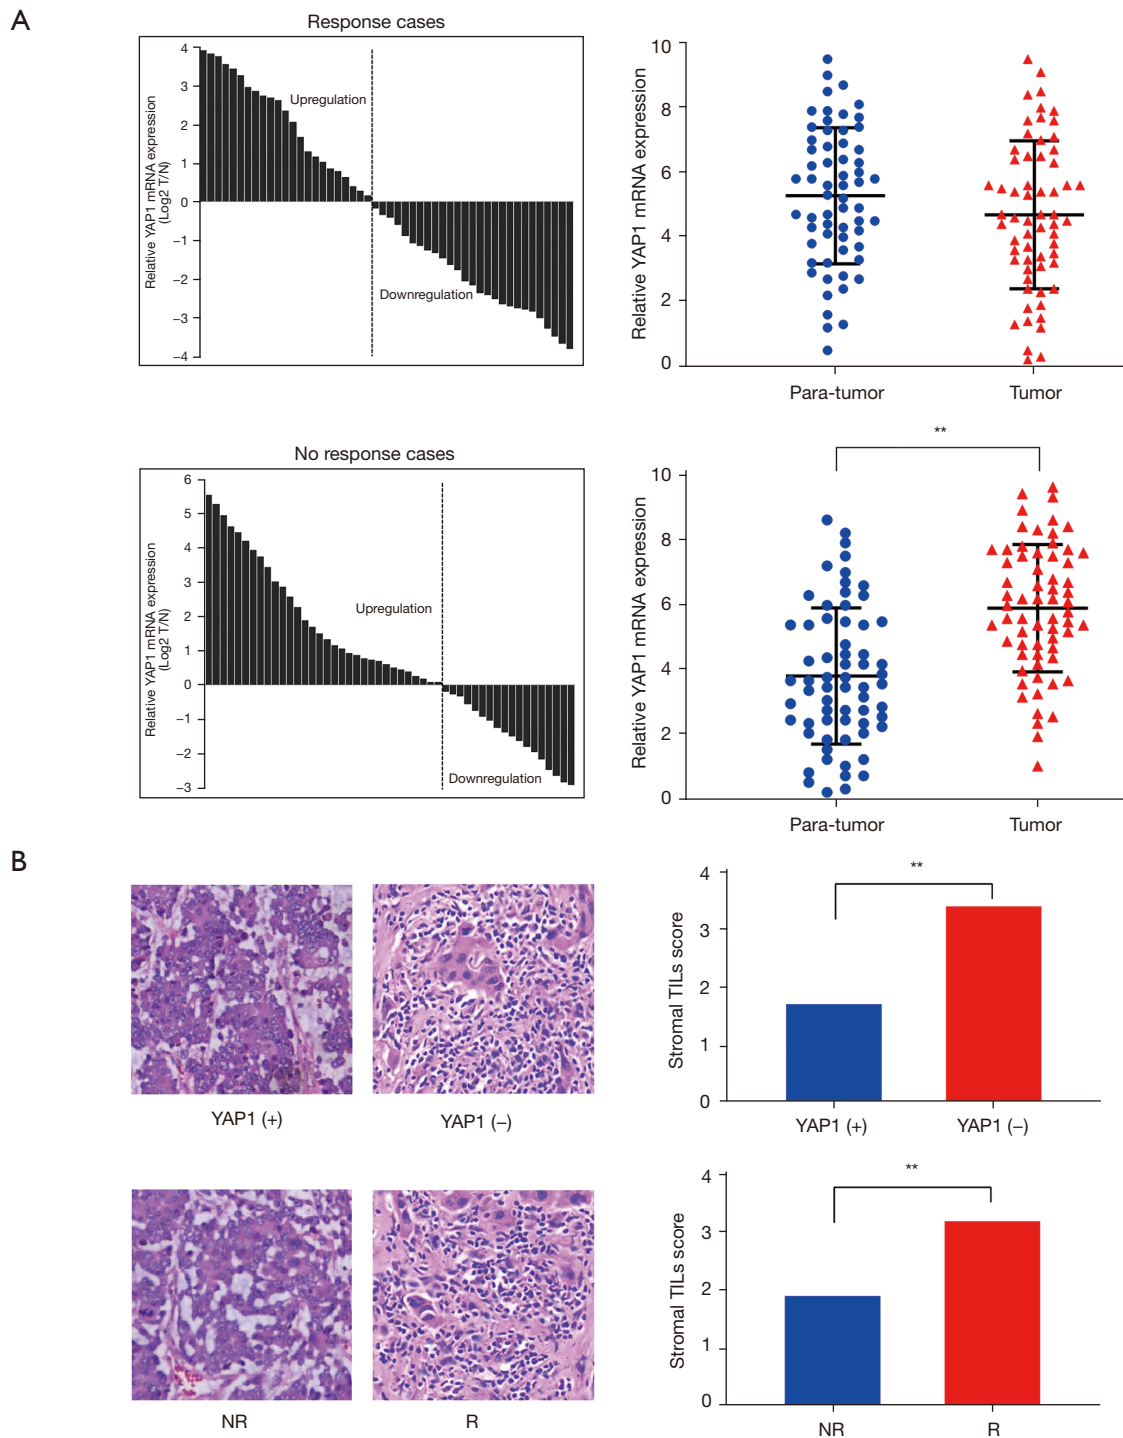 A
Response cases
Relative YAP1 mRNA expression
(Log2 T/N)
4
3
2
1
0
−1
−2
−3
−4
Upregulation
Downregulation
Relative YAP1 mRNA expression
10
8
6
4
2
0
Para-tumor
Tumor
No response cases
Relative YAP1 mRNA expression
(Log2 T/N)
6
5
4
3
2
1
0
−1
−2
−3
Upregulation
Downregulation
**
Relative YAP1 mRNA expression
10
8
6
4
2
0
Para-tumor
Tumor
B
YAP1 (+)
YAP1 (−)
**
Stromal TILs score
4
3
2
1
0
YAP1 (+)
YAP1 (−)
NR
R
**
Stromal TILs score
4
3
2
1
0
NR
R